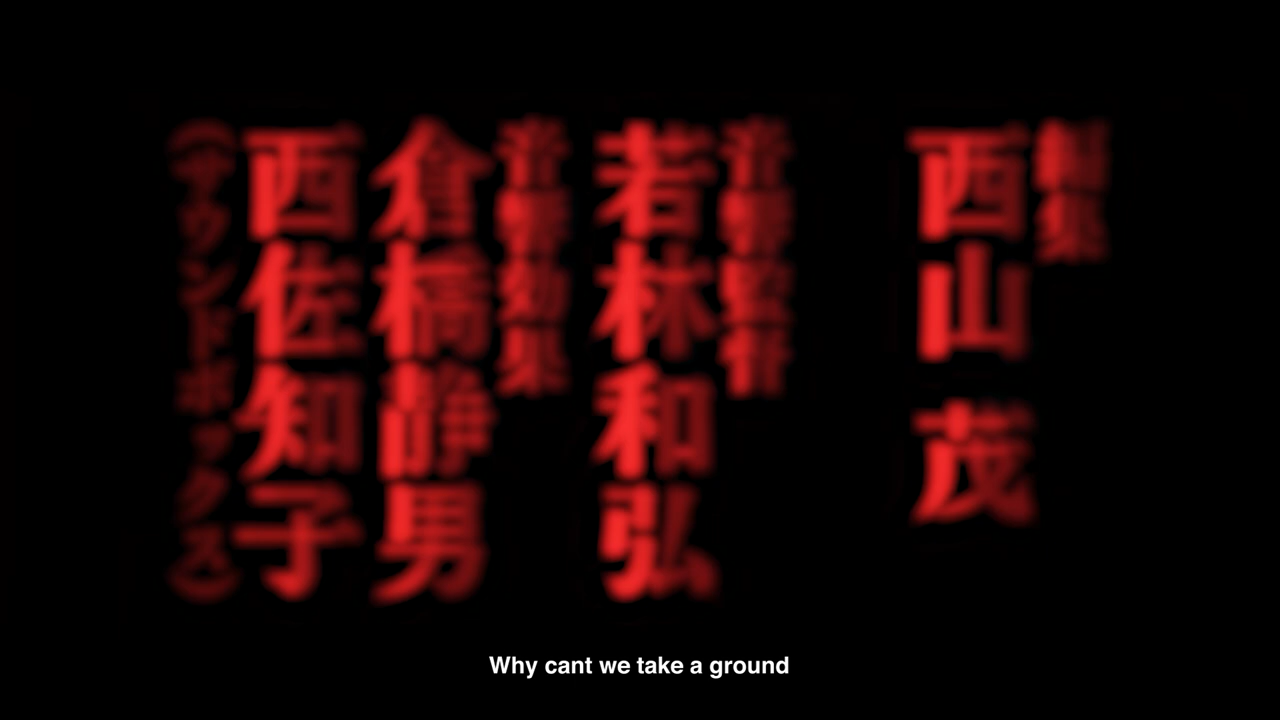 編集
西山 茂
音響監督
若林和弘
音響効果
倉橋静男
西佐知子
（サウンドボックス）
Why cant we take a ground